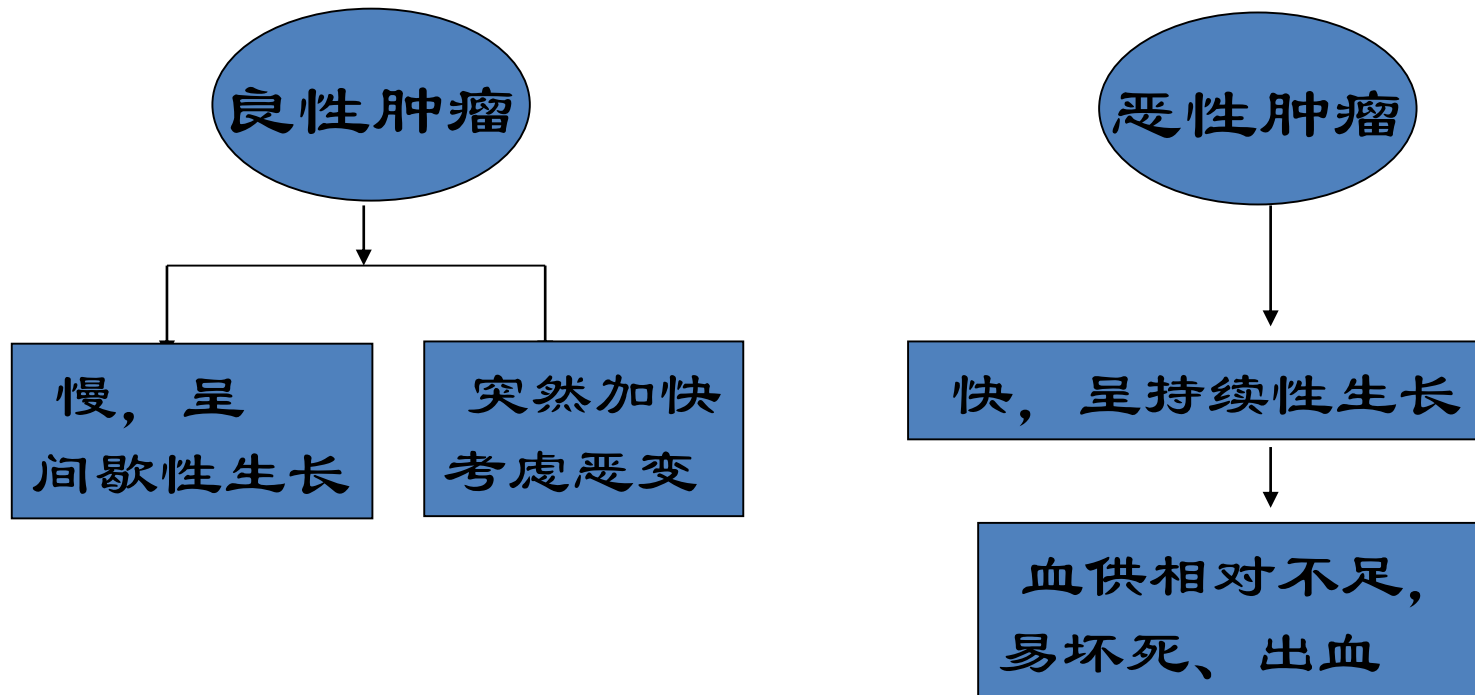 良性肿瘤
恶性肿瘤
慢，呈
间歇性生长
突然加快
考虑恶变
快，呈持续性生长
血供相对不足，
易坏死、出血